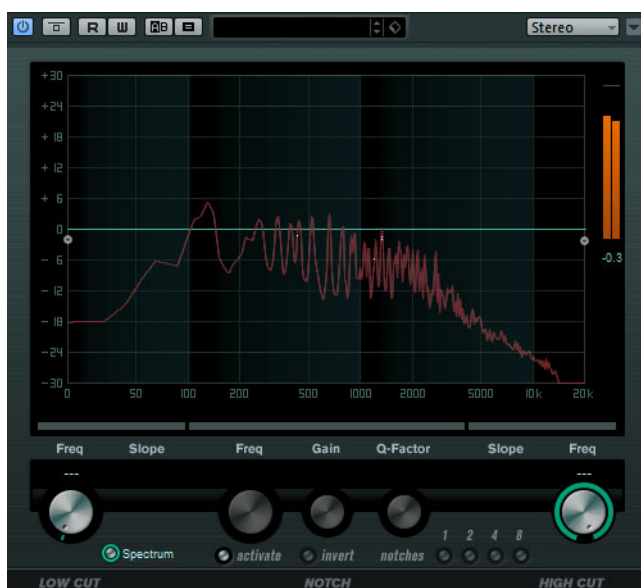 R W AB Stereo
+30
+24
+18
+12
+6
0
-6
-12
-18
-24
-30
-0.3
0 50 100 200 500 1000 2000 5000 10k 20k
Freq Slope Freq Gain Q-Factor Slope Freq
--- ---
1 2 4 8
Spectrum activate invert notches
LOW CUT NOTCH HIGH CUT